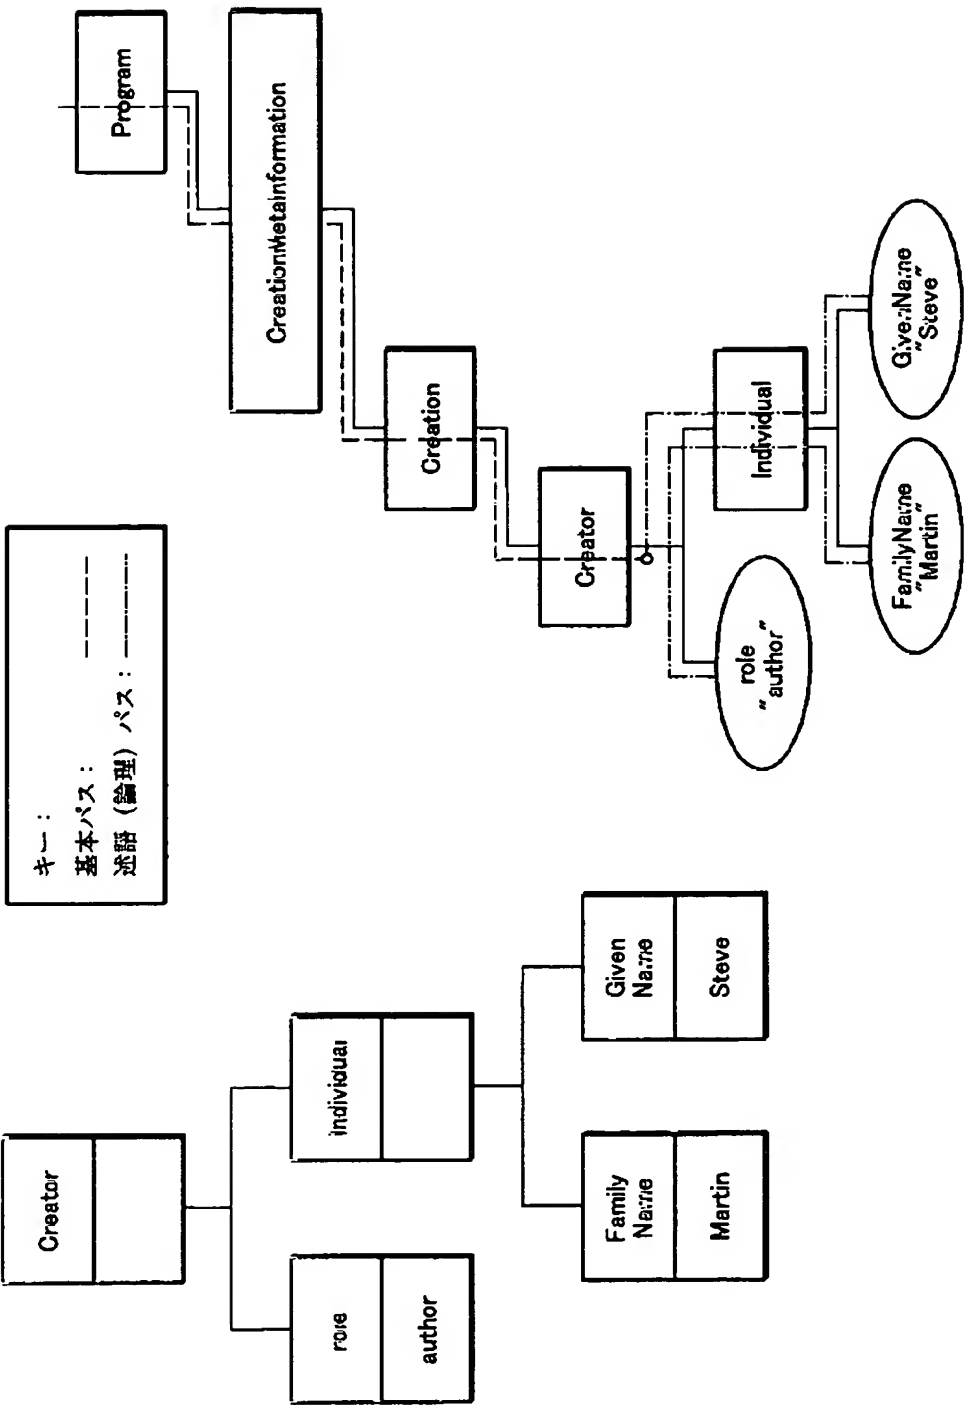 Creator
role
author
individual
Family
Name
Martin
Given
Name
Steve
キー：
基本パス：
述語（論理）パス：
Program
CreationMetaInformation
Creation
Creator
role
"author"
Individual
FamilyName
"Martin"
GivenName
"Steve"